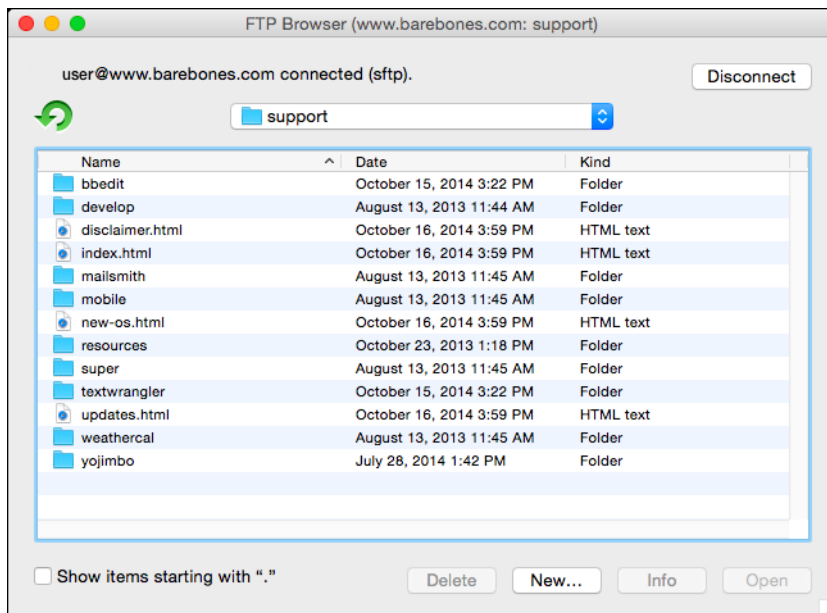 FTP Browser (www.barebones.com: support)
user@www.barebones.com connected (sftp).
Disconnect
support
Name Date Kind
bbedit October 15, 2014 3:22 PM Folder
develop August 13, 2013 11:44 AM Folder
disclaimer.html October 16, 2014 3:59 PM HTML text
index.html October 16, 2014 3:59 PM HTML text
mailsmith August 13, 2013 11:45 AM Folder
mobile August 13, 2013 11:45 AM Folder
new-os.html October 16, 2014 3:59 PM HTML text
resources October 23, 2013 1:18 PM Folder
super August 13, 2013 11:45 AM Folder
textwrangler October 15, 2014 3:22 PM Folder
updates.html October 16, 2014 3:59 PM HTML text
weathercal August 13, 2013 11:45 AM Folder
yojimbo July 28, 2014 1:42 PM Folder
Show items starting with “.”
Delete New... Info Open